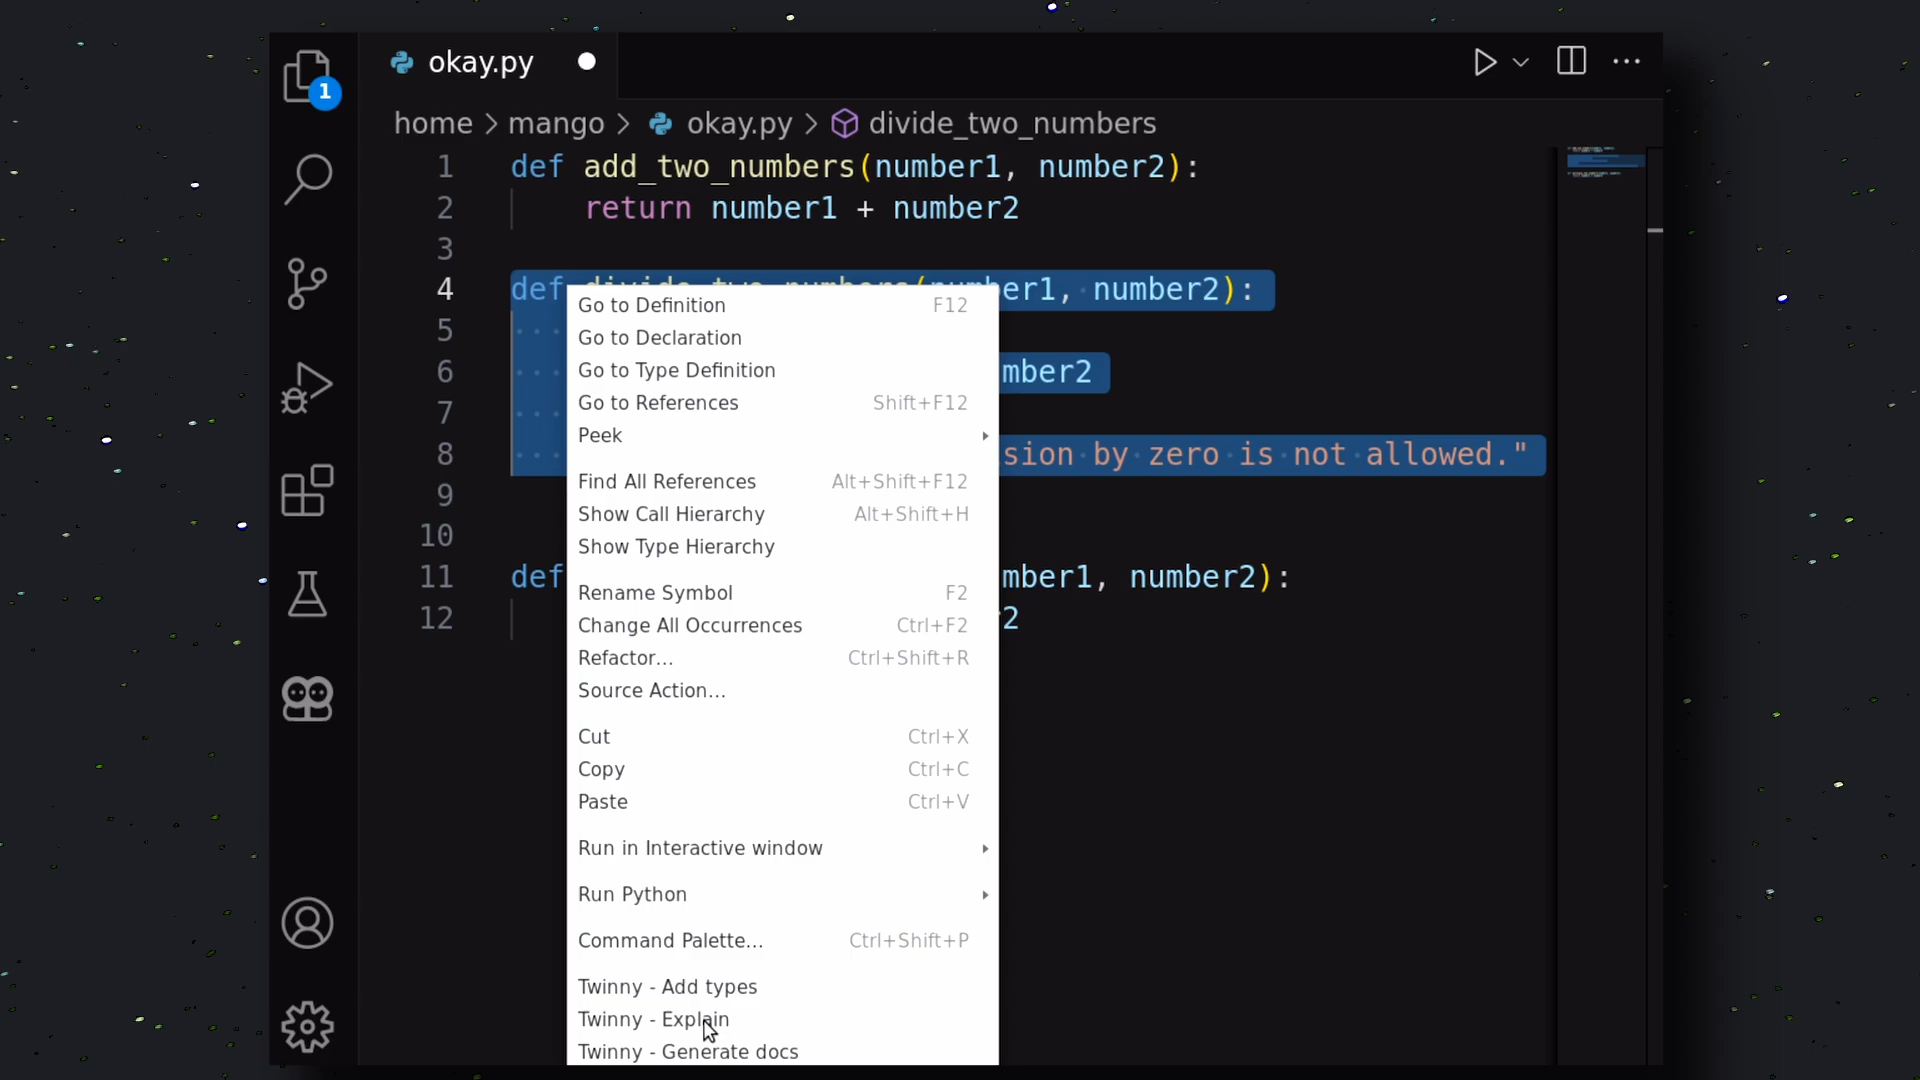 1
okay.py
home > mango > okay.py > divide_two_numbers
1 def add_two_numbers(number1, number2):
2 return number1 + number2
3
4 def divide_two_numbers(number1, number2):
5
6 mber2
7
8 sion by zero is not allowed."
9
10
11 def mber1, number2):
12 2
Go to Definition F12
Go to Declaration
Go to Type Definition
Go to References Shift+F12
Peek
Find All References Alt+Shift+F12
Show Call Hierarchy Alt+Shift+H
Show Type Hierarchy
Rename Symbol F2
Change All Occurrences Ctrl+F2
Refactor... Ctrl+Shift+R
Source Action...
Cut Ctrl+X
Copy Ctrl+C
Paste Ctrl+V
Run in Interactive window
Run Python
Command Palette... Ctrl+Shift+P
Twinny - Add types
Twinny - Explain
Twinny - Generate docs